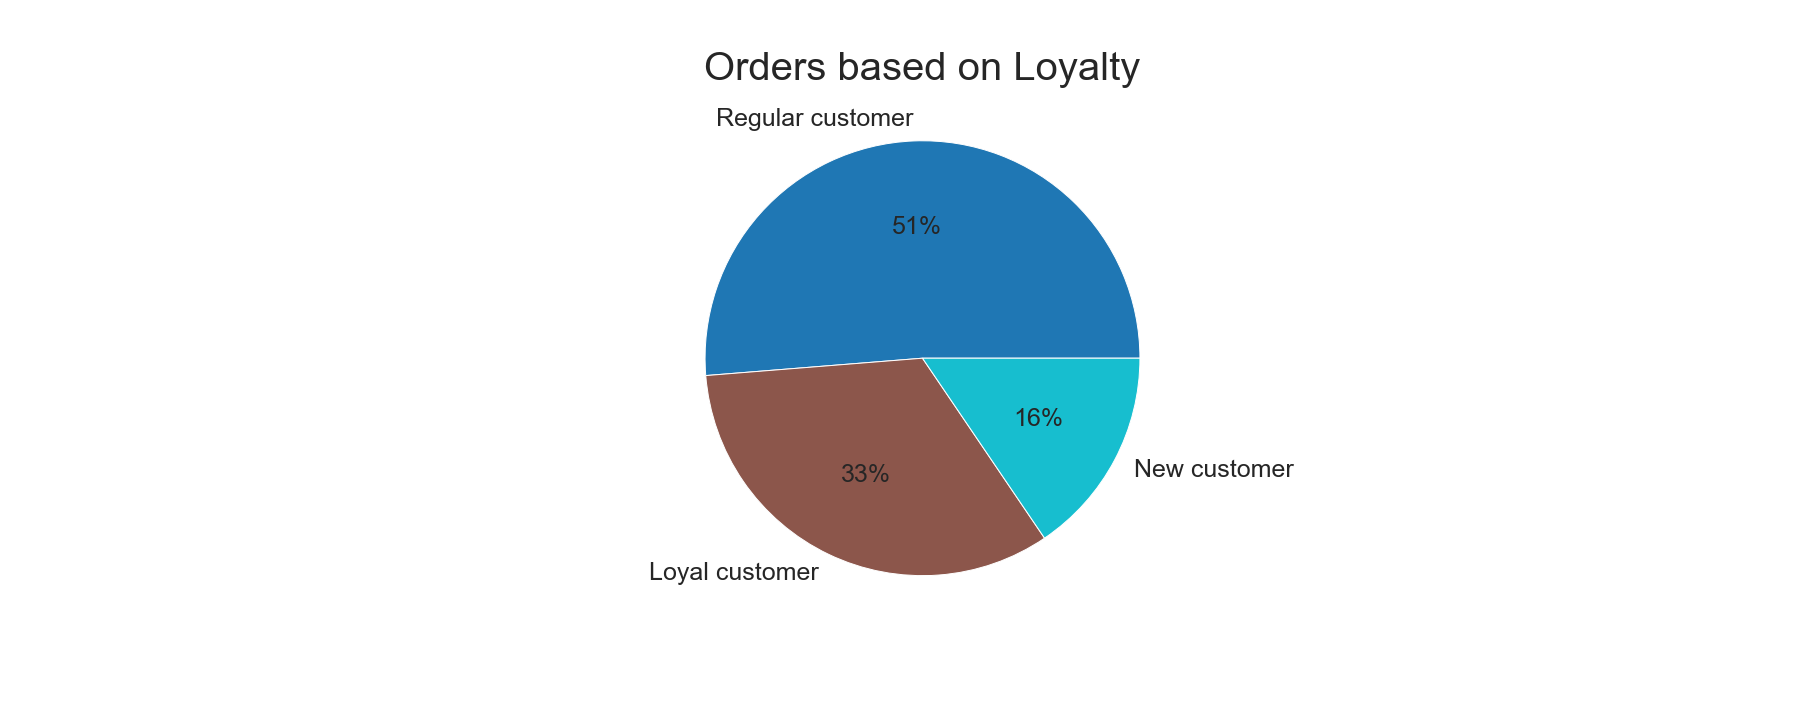 Orders based on Loyalty
Regular customer
51%
16%
New customer
33%
Loyal customer